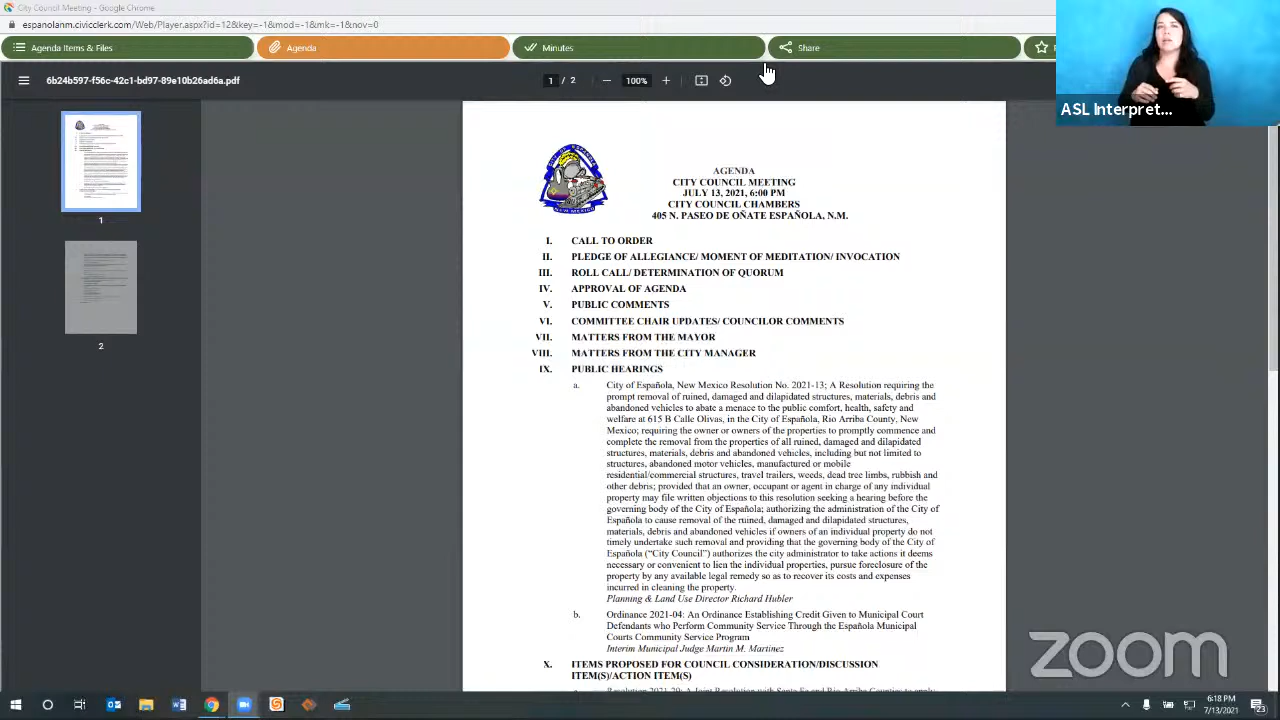 City Council Meeting - Google Chrome
espanolanm.civicclerk.com/Web/Player.aspx?id=12&key=-1&mod=-1&mk=-1&nov=0
Agenda Items & Files
Agenda
Minutes
Share
ASL Interpret...
6b24b597-f56c-42c1-bd97-89e10b26ad6a.pdf
1 / 2
100%
1
2
NEW MEXICO
AGENDA
CITY COUNCIL MEETING
JULY 13, 2021, 6:00 PM
CITY COUNCIL CHAMBERS
405 N. PASEO DE OÑATE ESPAÑOLA, N.M.
I. CALL TO ORDER
II. PLEDGE OF ALLEGIANCE/ MOMENT OF MEDITATION/ INVOCATION
III. ROLL CALL/ DETERMINATION OF QUORUM
IV. APPROVAL OF AGENDA
V. PUBLIC COMMENTS
VI. COMMITTEE CHAIR UPDATES/ COUNCILOR COMMENTS
VII. MATTERS FROM THE MAYOR
VIII. MATTERS FROM THE CITY MANAGER
IX. PUBLIC HEARINGS
a. City of Española, New Mexico Resolution No. 2021-13; A Resolution requiring the
prompt removal of ruined, damaged and dilapidated structures, materials, debris and
abandoned vehicles to abate a menace to the public comfort, health, safety and
welfare at 615 B Calle Olivas, in the City of Española, Rio Arriba County, New
Mexico; requiring the owner or owners of the properties to promptly commence and
complete the removal from the properties of all ruined, damaged and dilapidated
structures, materials, debris and abandoned vehicles, including but not limited to
structures, abandoned motor vehicles, manufactured or mobile
residential/commercial structures, travel trailers, weeds, dead tree limbs, rubbish and
other debris; provided that an owner, occupant or agent in charge of any individual
property may file written objections to this resolution seeking a hearing before the
governing body of the City of Española; authorizing the administration of the City of
Española to cause removal of the ruined, damaged and dilapidated structures,
materials, debris and abandoned vehicles if owners of an individual property do not
timely undertake such removal and providing that the governing body of the City of
Española (“City Council”) authorizes the city administrator to take actions it deems
necessary or convenient to lien the individual properties, pursue foreclosure of the
property by any available legal remedy so as to recover its costs and expenses
incurred in cleaning the property.
Planning & Land Use Director Richard Hubler
b. Ordinance 2021-04: An Ordinance Establishing Credit Given to Municipal Court
Defendants who Perform Community Service Through the Española Municipal
Courts Community Service Program
Interim Municipal Judge Martin M. Martinez
X. ITEMS PROPOSED FOR COUNCIL CONSIDERATION/DISCUSSION
ITEM(S)/ACTION ITEM(S)
a. Resolution 2021-20: A Joint Resolution with Santa Fe and Rio Arriba Counties to apply
zoom
6:18 PM
7/13/2021
23